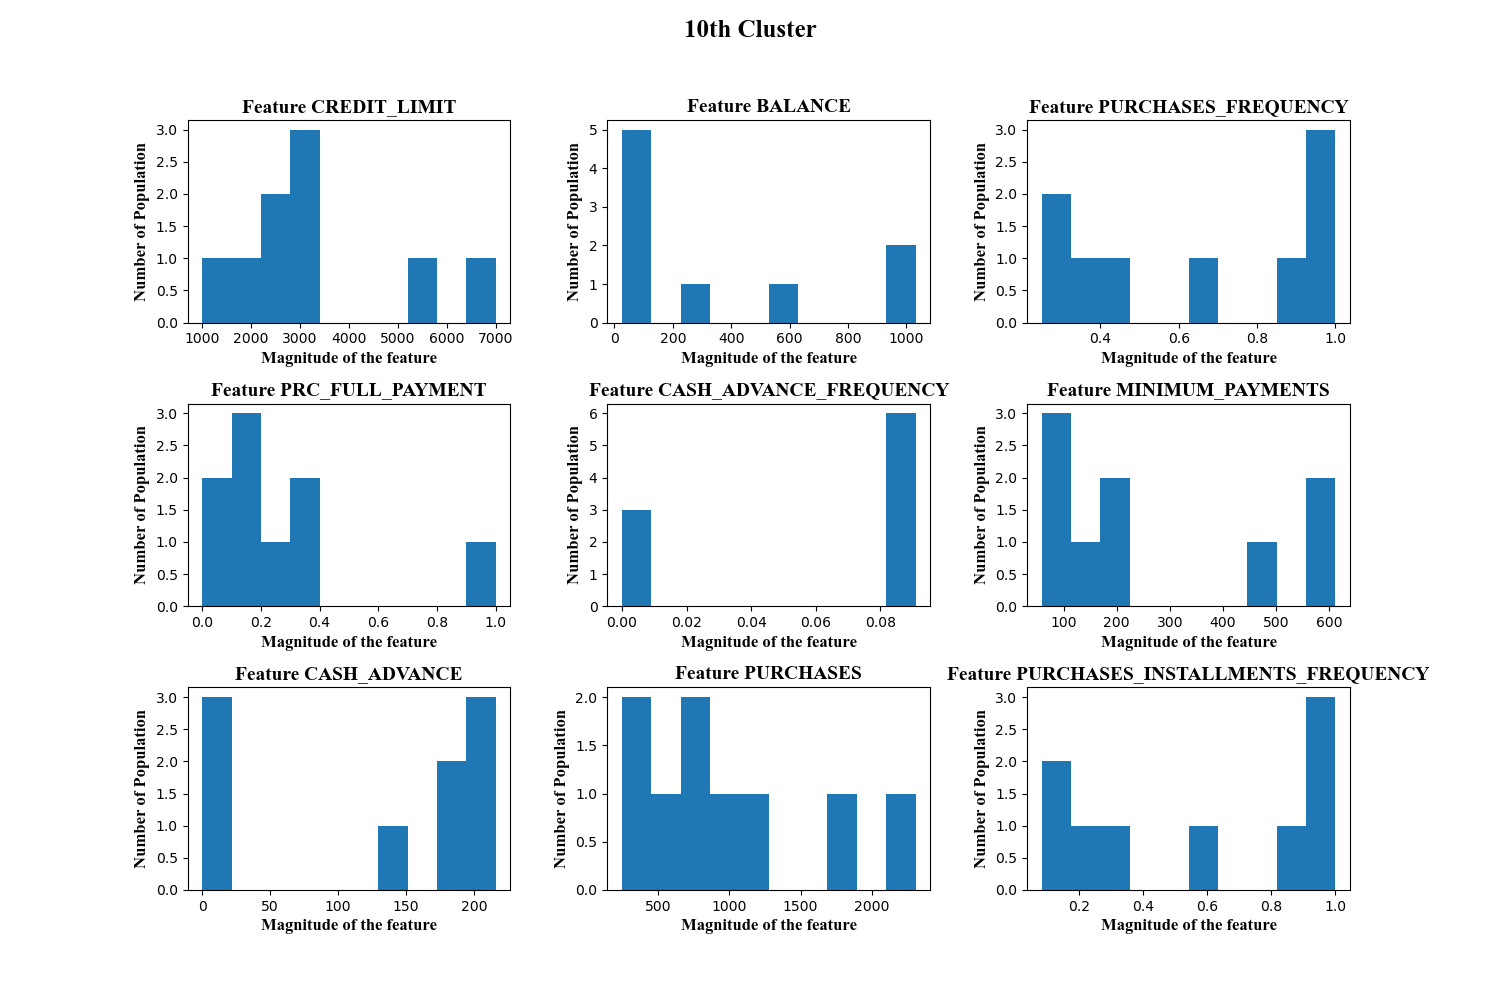 10th Cluster
Feature CREDIT_LIMIT
Number of Population
3.0
2.5
2.0
1.5
1.0
0.5
0.0
1000 2000 3000 4000 5000 6000 7000
Magnitude of the feature
Feature BALANCE
Number of Population
5
4
3
2
1
0
0 200 400 600 800 1000
Magnitude of the feature
Feature PURCHASES_FREQUENCY
Number of Population
3.0
2.5
2.0
1.5
1.0
0.5
0.0
0.4 0.6 0.8 1.0
Magnitude of the feature
Feature PRC_FULL_PAYMENT
Number of Population
3.0
2.5
2.0
1.5
1.0
0.5
0.0
0.0 0.2 0.4 0.6 0.8 1.0
Magnitude of the feature
Feature CASH_ADVANCE_FREQUENCY
Number of Population
6
5
4
3
2
1
0
0.00 0.02 0.04 0.06 0.08
Magnitude of the feature
Feature MINIMUM_PAYMENTS
Number of Population
3.0
2.5
2.0
1.5
1.0
0.5
0.0
100 200 300 400 500 600
Magnitude of the feature
Feature CASH_ADVANCE
Number of Population
3.0
2.5
2.0
1.5
1.0
0.5
0.0
0 50 100 150 200
Magnitude of the feature
Feature PURCHASES
Number of Population
2.0
1.5
1.0
0.5
0.0
500 1000 1500 2000
Magnitude of the feature
Feature PURCHASES_INSTALLMENTS_FREQUENCY
Number of Population
3.0
2.5
2.0
1.5
1.0
0.5
0.0
0.2 0.4 0.6 0.8 1.0
Magnitude of the feature